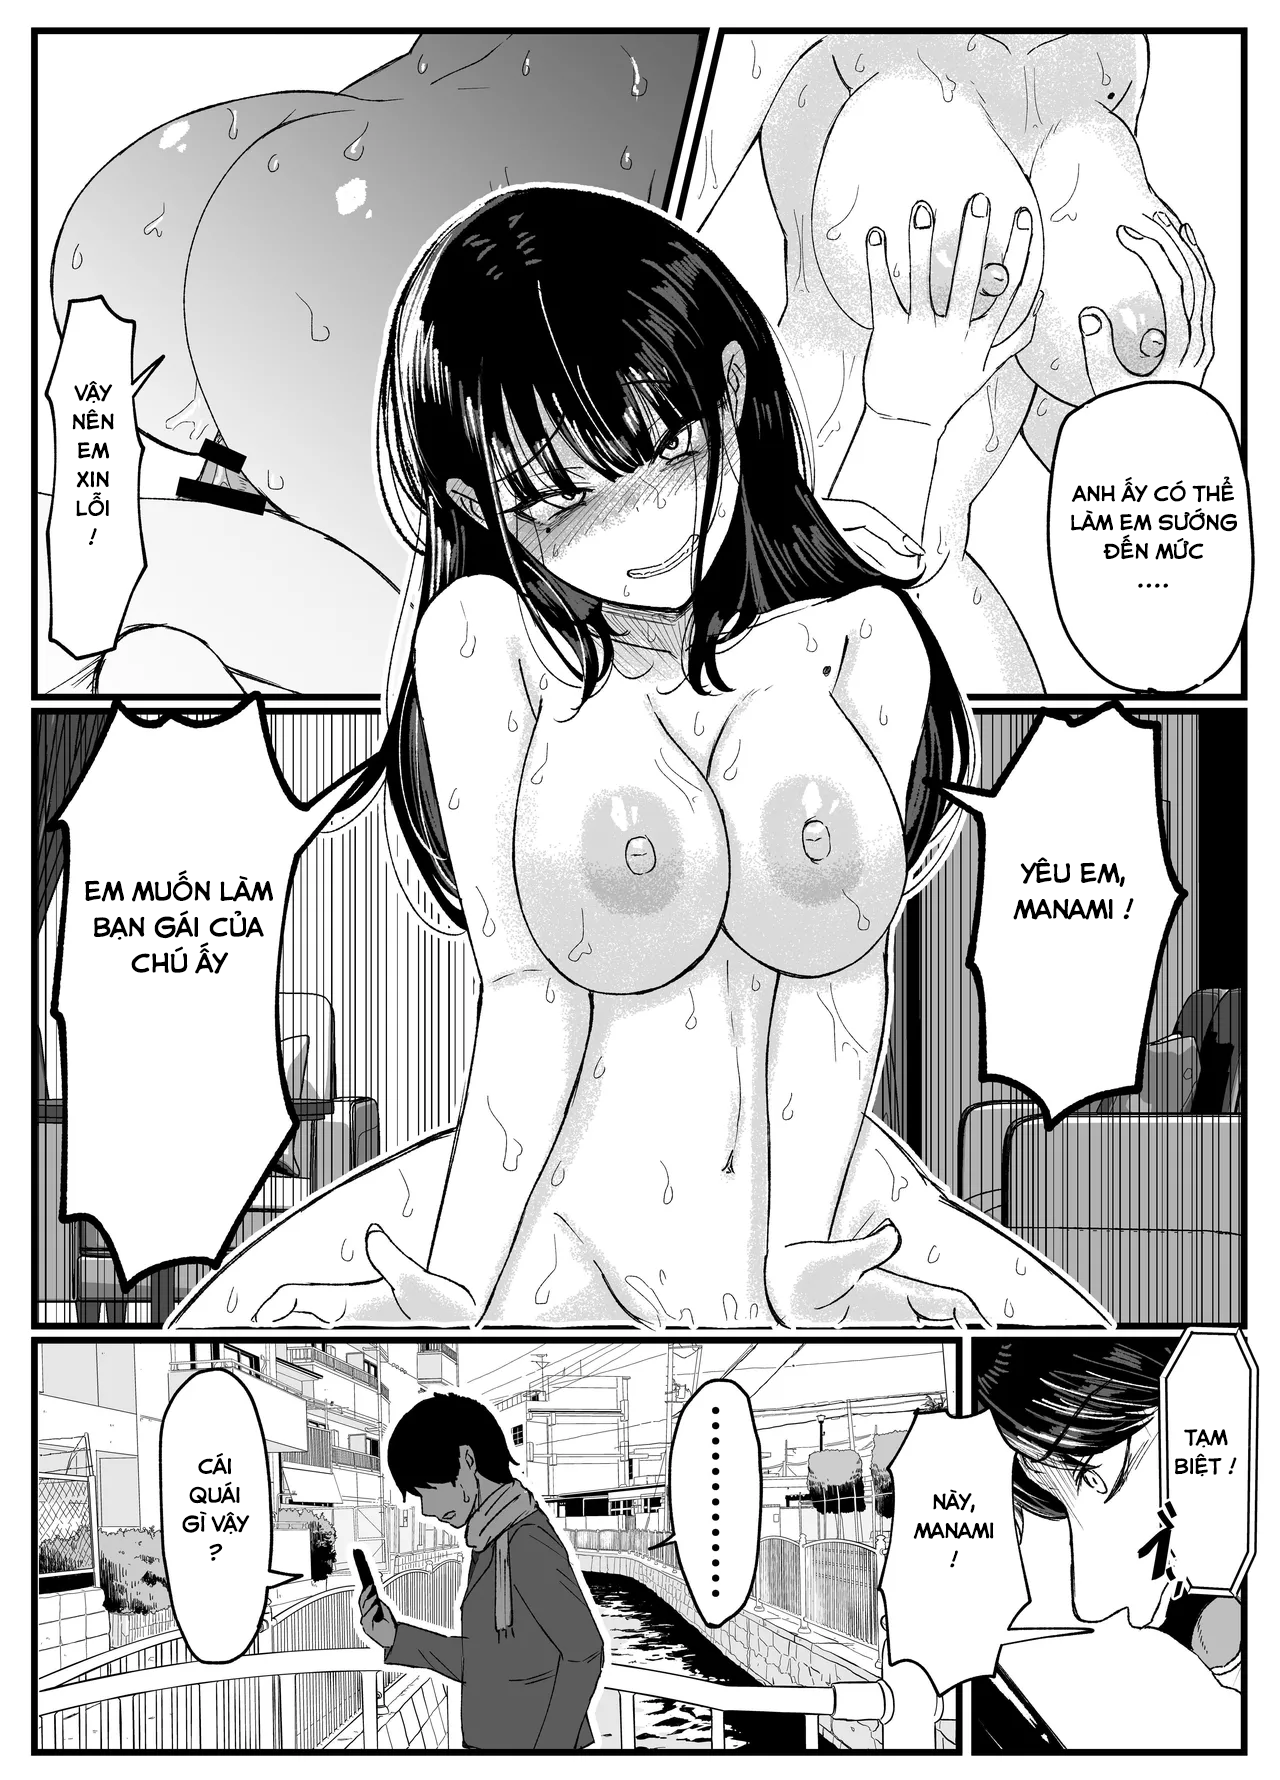 ANH ẤY CÓ THỂ
LÀM EM SƯỚNG
ĐẾN MỨC
....
VẬY
NÊN
EM
XIN
LỖI
!
YÊU EM,
MANAMI !
EM MUỐN LÀM
BẠN GÁI CỦA
CHÚ ẤY
TẠM
BIỆT !
NÀY,
MANAMI
!
..........
CÁI
QUÁI
GÌ VẬY
?